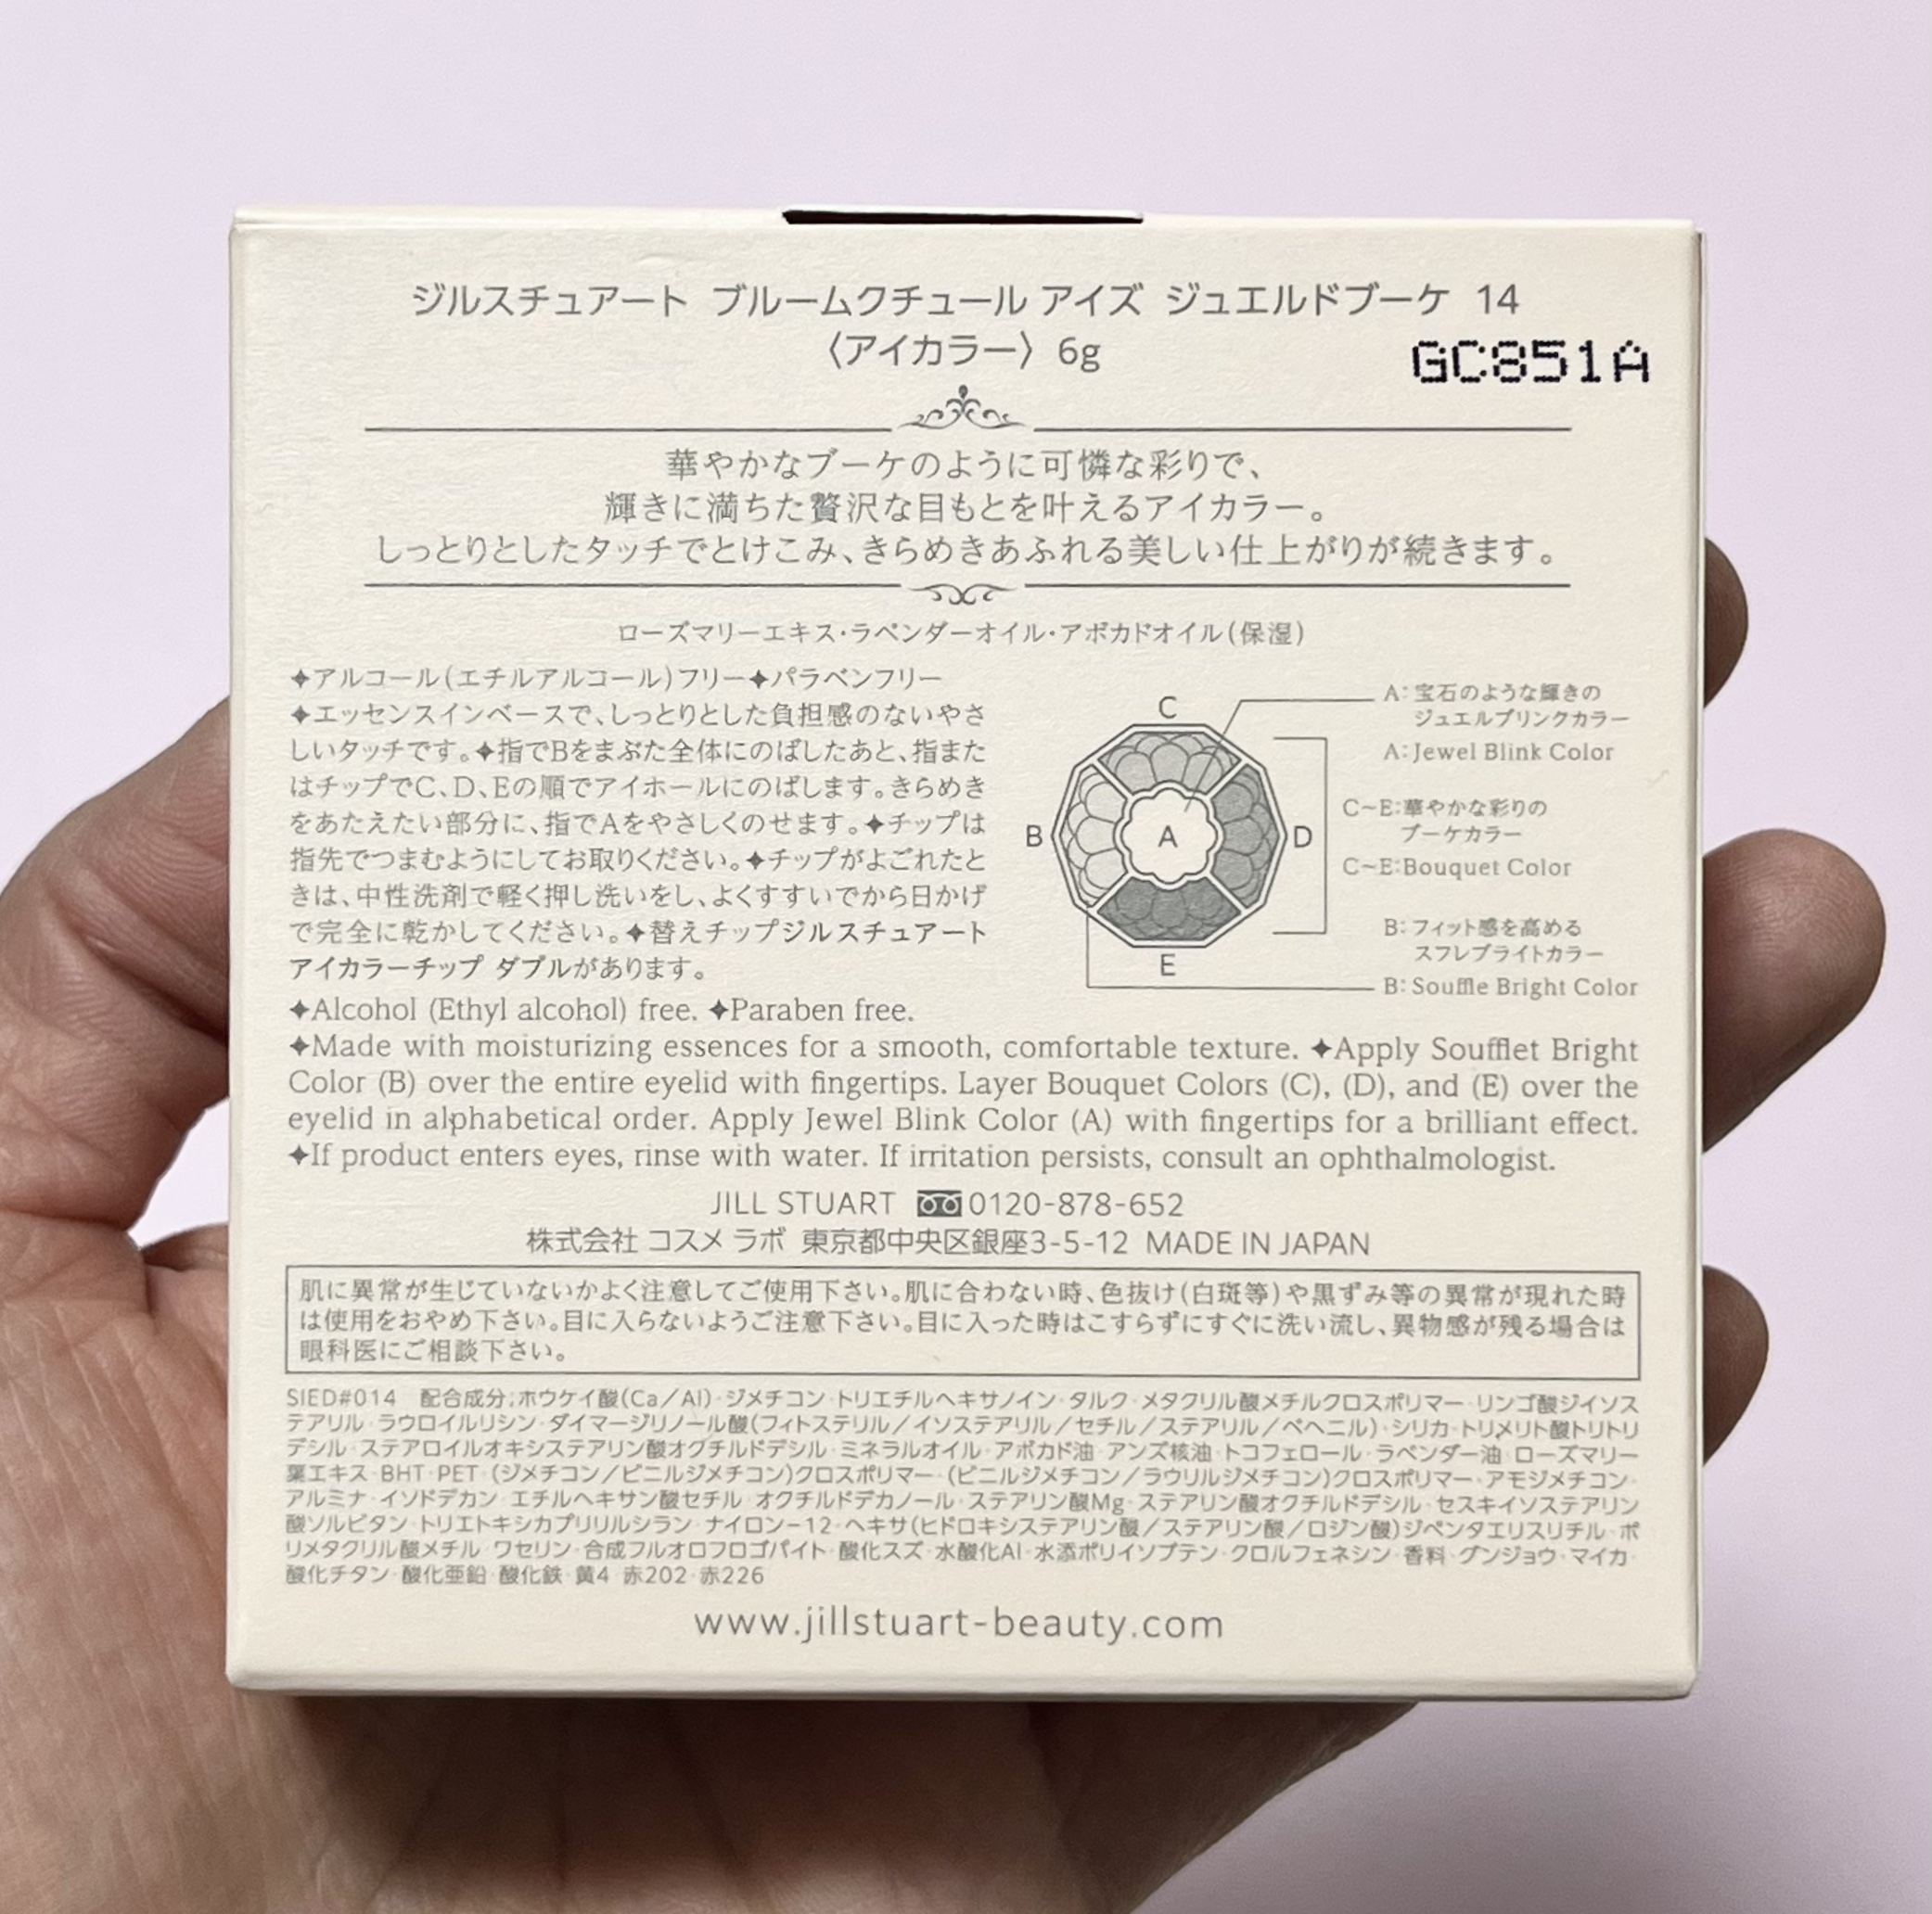 ジルスチュアート ブルームクチュール アイズ ジュエルドブーケ 14
〈アイカラー〉6g
GC851A
華やかなブーケのように可憐な彩りで、
輝きに満ちた贅沢な目もとを叶えるアイカラー。
しっとりとしたタッチでとけこみ、きらめきあふれる美しい仕上がりが続きます。
ローズマリーエキス・ラベンダーオイル・アボカドオイル(保湿)
✦アルコール(エチルアルコール)フリー✦パラベンフリー
✦エッセンスインベースで、しっとりとした負担感のないやさ
しいタッチです。✦指でBをまぶた全体にのばしたあと、指また
はチップでC、D、Eの順でアイホールにのばします。きらめき
をあたえたい部分に、指でAをやさしくのせます。✦チップは
指先でつまむようにしてお取りください。✦チップがよごれたと
きは、中性洗剤で軽く押し洗いをし、よくすすいでから日かげ
で完全に乾かしてください。✦替えチップジルスチュアート
アイカラーチップ ダブルがあります。
C
B
A
D
E
A:宝石のような輝きの
ジュエルブリンクカラー
A:Jewel Blink Color
C~E:華やかな彩りの
ブーケカラー
C~E:Bouquet Color
B:フィット感を高める
スフレブライトカラー
B:Souffle Bright Color
✦Alcohol (Ethyl alcohol) free. ✦Paraben free.
✦Made with moisturizing essences for a smooth, comfortable texture. ✦Apply Soufflet Bright
Color (B) over the entire eyelid with fingertips. Layer Bouquet Colors (C), (D), and (E) over the
eyelid in alphabetical order. Apply Jewel Blink Color (A) with fingertips for a brilliant effect.
✦If product enters eyes, rinse with water. If irritation persists, consult an ophthalmologist.
JILL STUART 0120-878-652
株式会社 コスメ ラボ 東京都中央区銀座3-5-12 MADE IN JAPAN
肌に異常が生じていないかよく注意してご使用下さい。肌に合わない時、色抜け(白斑等)や黒ずみ等の異常が現れた時
は使用をおやめ下さい。目に入らないようご注意下さい。目に入った時はこすらずにすぐに洗い流し、異物感が残る場合は
眼科医にご相談下さい。
SIED#014 配合成分:ホウケイ酸(Ca/Al)・ジメチコン・トリエチルヘキサノイン・タルク・メタクリル酸メチルクロスポリマー・リンゴ酸ジイソス
テアリル・ラウロイルリシン・ダイマージリノール酸(フィトステリル/イソステアリル/セチル/ステアリル/ベヘニル)・シリカ・トリメリト酸トリトリ
デシル・ステアロイルオキシステアリン酸オクチルドデシル・ミネラルオイル・アボカド油・アンズ核油・トコフェロール・ラベンダー油・ローズマリー
葉エキス・BHT・PET・(ジメチコン/ビニルジメチコン)クロスポリマー・(ビニルジメチコン/ラウリルジメチコン)クロスポリマー・アモジメチコン・
アルミナ・イソドデカン・エチルヘキサン酸セチル・オクチルドデカノール・ステアリン酸Mg・ステアリン酸オクチルドデシル・セスキイソステアリン
酸ソルビタン・トリエトキシカプリリルシラン・ナイロン-12・ヘキサ(ヒドロキシステアリン酸/ステアリン酸/ロジン酸)ジペンタエリスリチル・ポ
リメタクリル酸メチル・ワセリン・合成フルオロフロゴパイト・酸化スズ・水酸化Al・水添ポリイソブテン・クロルフェネシン・香料・グンジョウ・マイカ・
酸化チタン・酸化亜鉛・酸化鉄・黄4・赤202・赤226
www.jillstuart-beauty.com